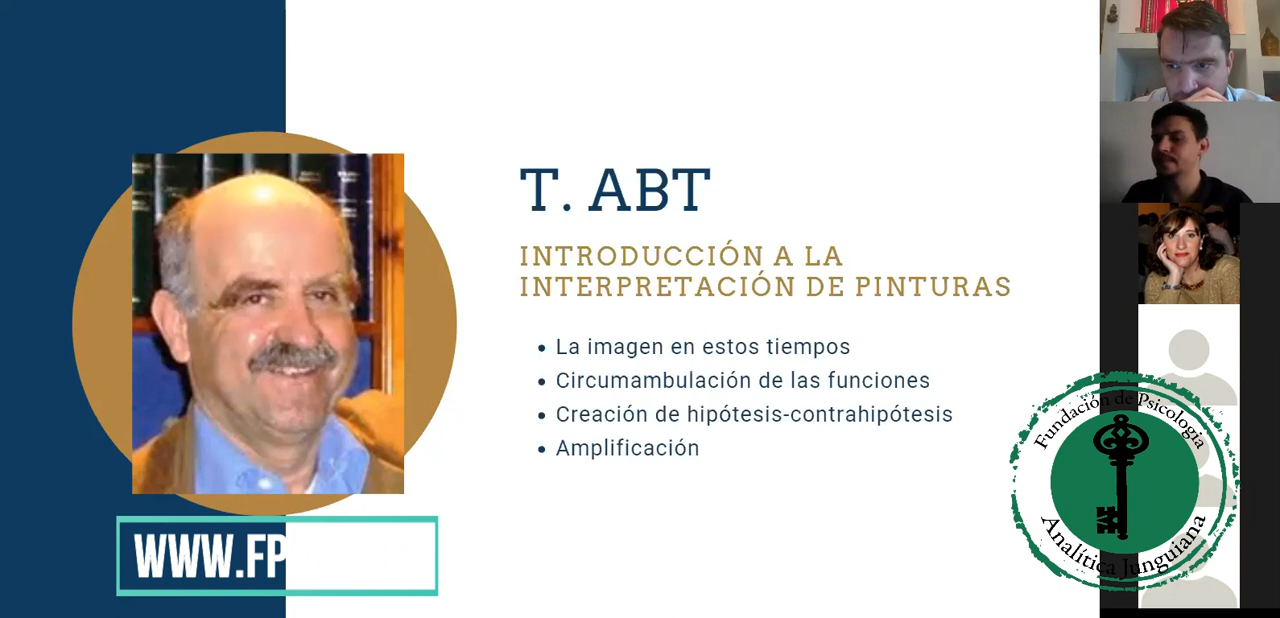 T. ABT
INTRODUCCIÓN A LA
INTERPRETACIÓN DE PINTURAS
• La imagen en estos tiempos
• Circumambulación de las funciones
• Creación de hipótesis-contrahipótesis
• Amplificación
WWW.FP
Fundación de Psicología
Analítica Junguiana